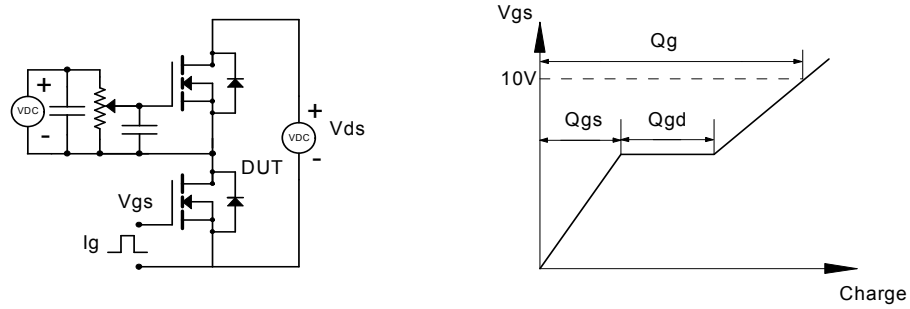 +
VDC
-
+
VDC
-
Vds
DUT
Vgs
Ig
Vgs
Qg
10V
Qgs
Qgd
Charge